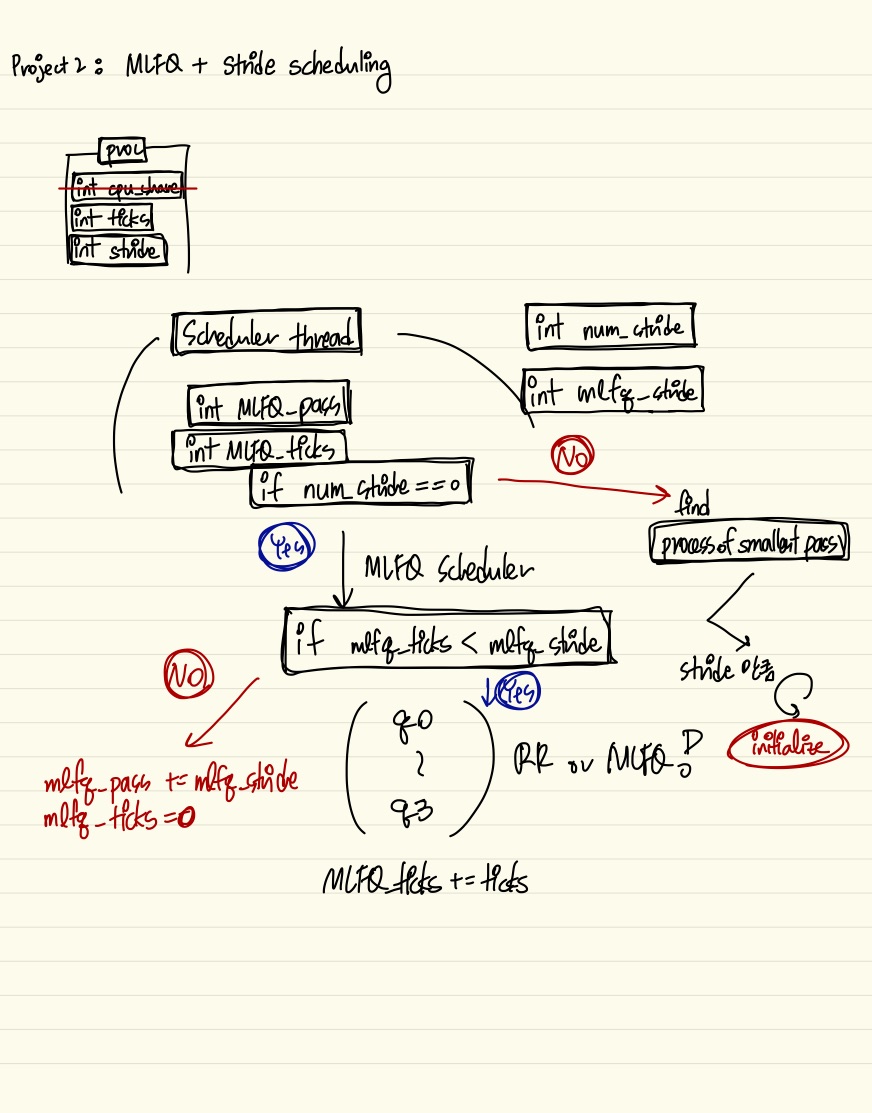 Project 2 : MLFQ + Stride scheduling
proc
int cpu_share
int ticks
int stride
Scheduler thread
int num_stride
int mlfq_stride
int MLFQ_pass
int MLFQ_ticks
if num_stride == 0
NO
find
process of smallest pass
Yes
MLFQ Scheduler
if mlfq_ticks < mlfq_stride
NO
Yes
stride
initialize
q0
~
q3
RR or MLFQ?
mlfq_pass += mlfq_stride
mlfq_ticks = 0
MLFQ_ticks += ticks